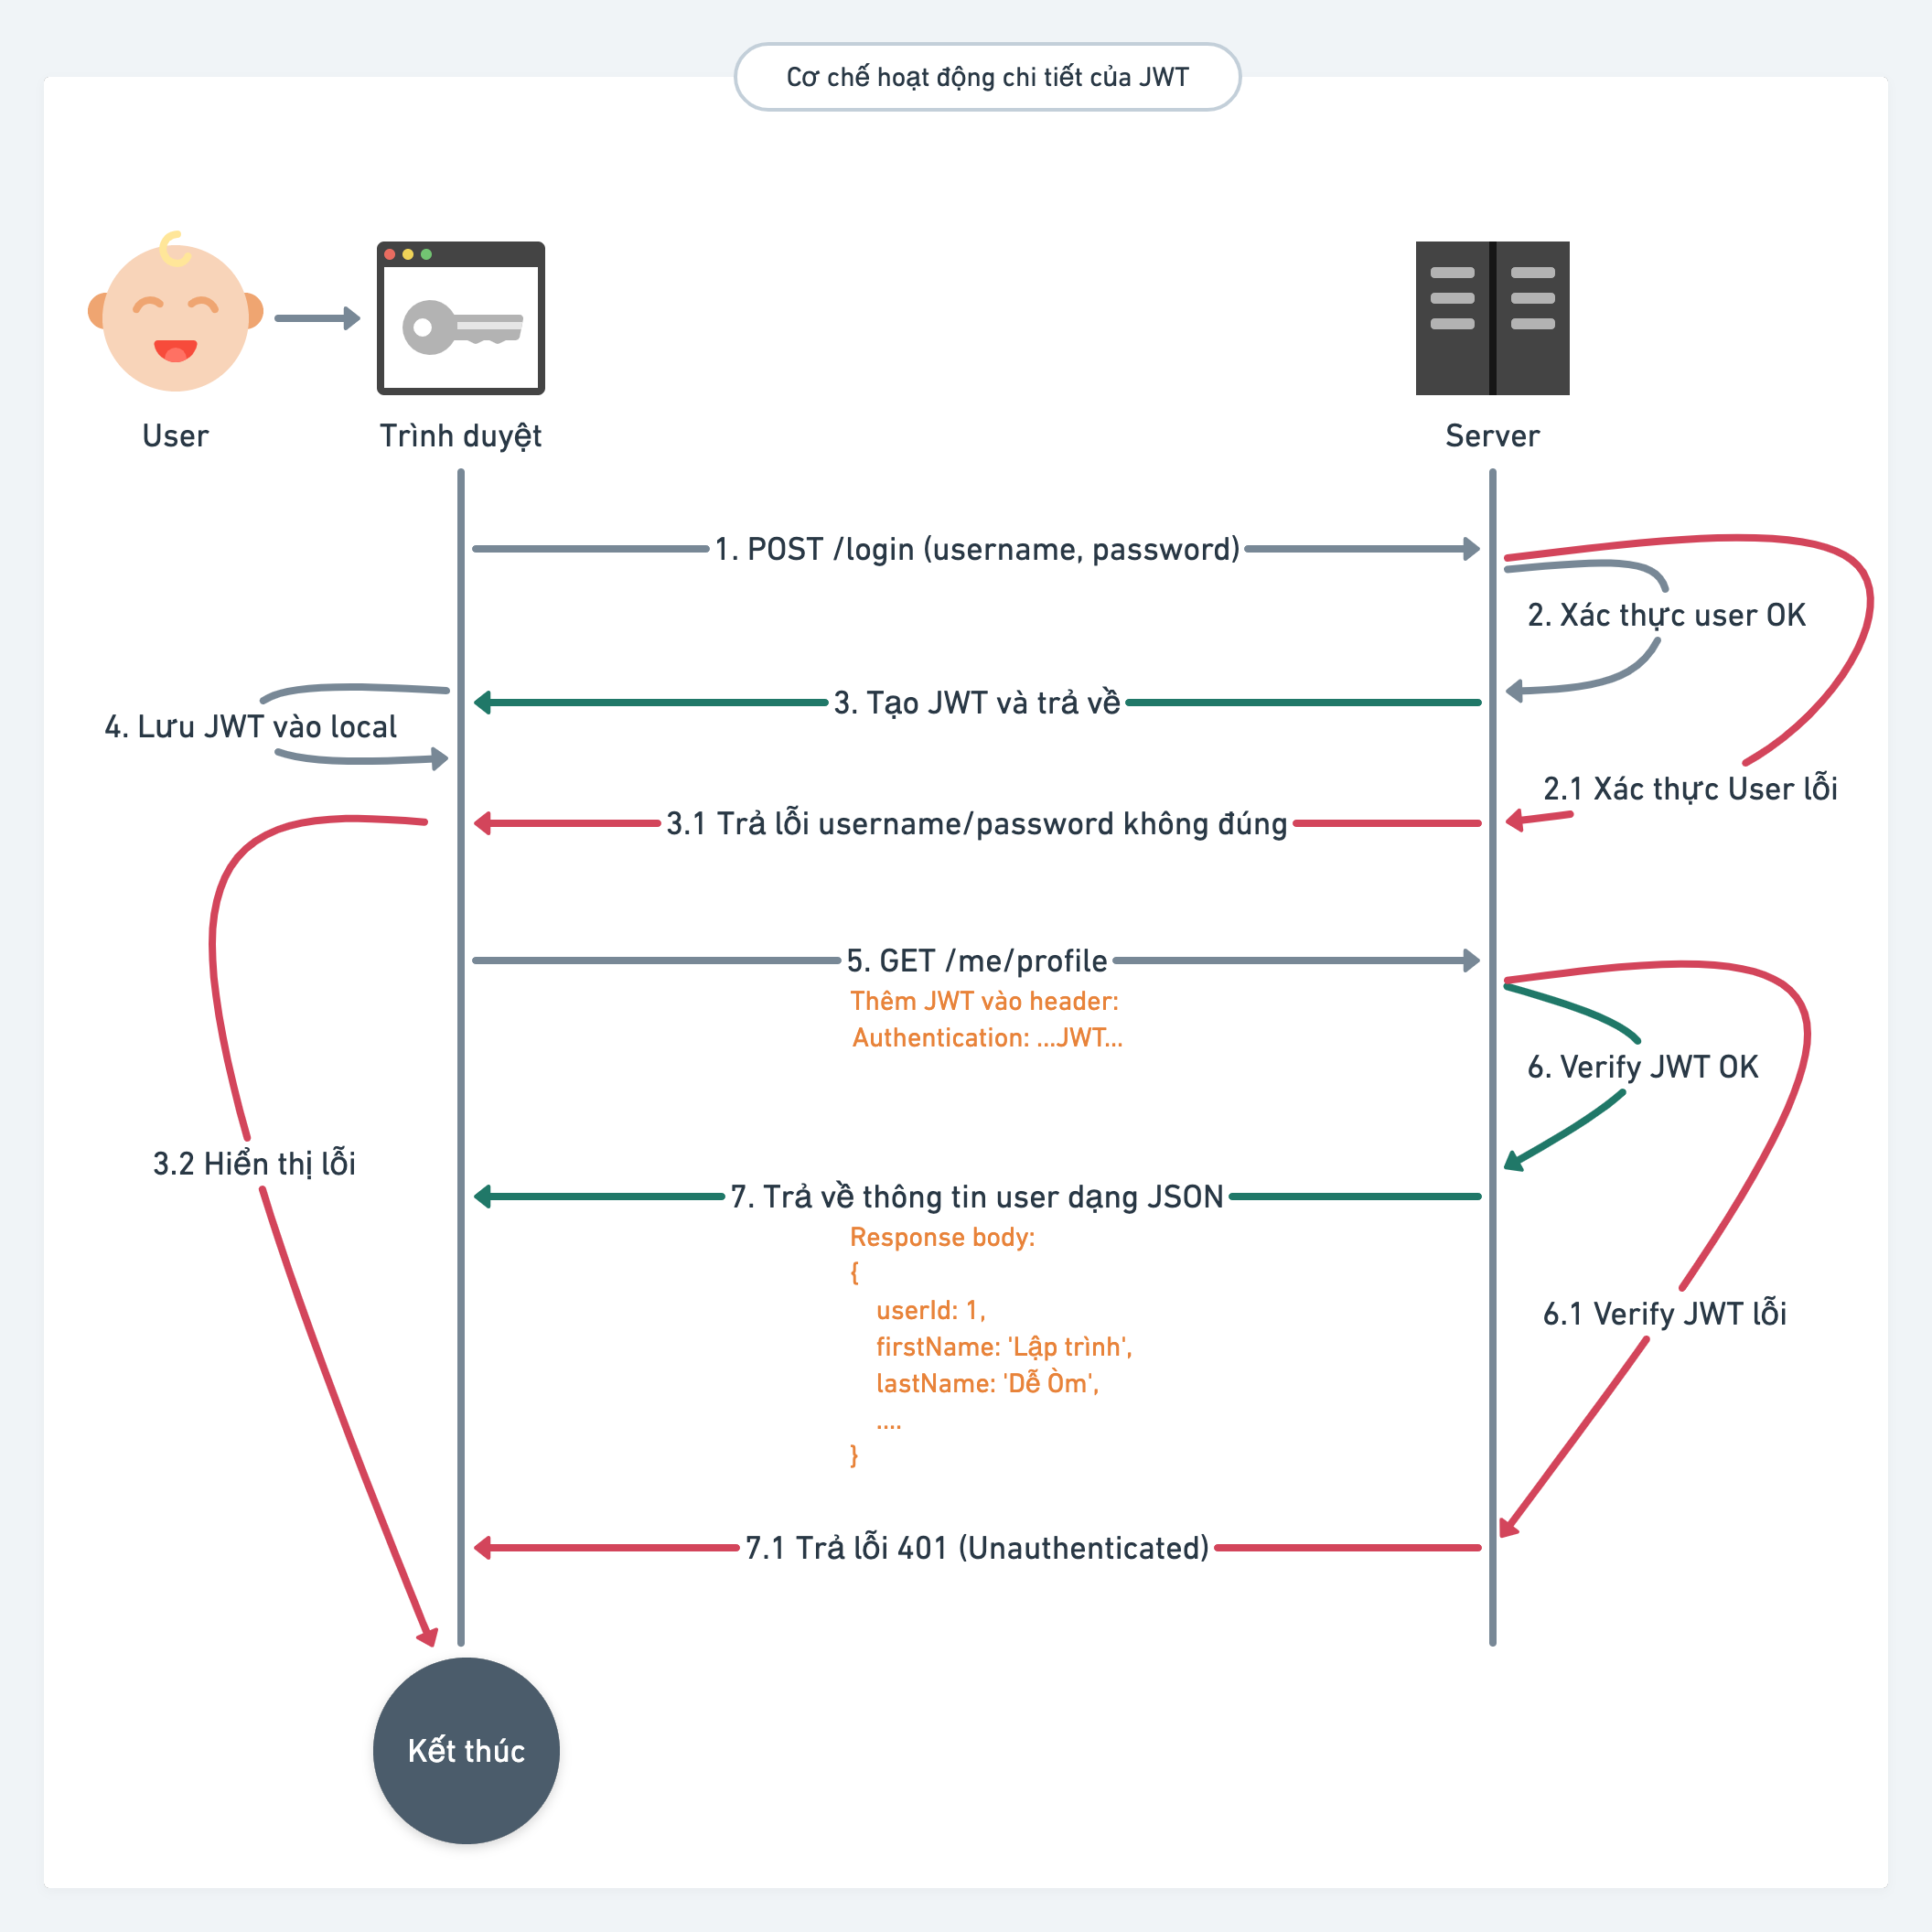 Cơ chế hoạt động chi tiết của JWT
User
Trình duyệt
Server
1. POST /login (username, password)
2. Xác thực user OK
3. Tạo JWT và trả về
4. Lưu JWT vào local
2.1 Xác thực User lỗi
3.1 Trả lỗi username/password không đúng
5. GET /me/profile
Thêm JWT vào header:
Authentication: ...JWT...
6. Verify JWT OK
3.2 Hiển thị lỗi
7. Trả về thông tin user dạng JSON
Response body:
{
userId: 1,
firstName: 'Lập trình',
lastName: 'Dễ Òm',
....
}
6.1 Verify JWT lỗi
7.1 Trả lỗi 401 (Unauthenticated)
Kết thúc